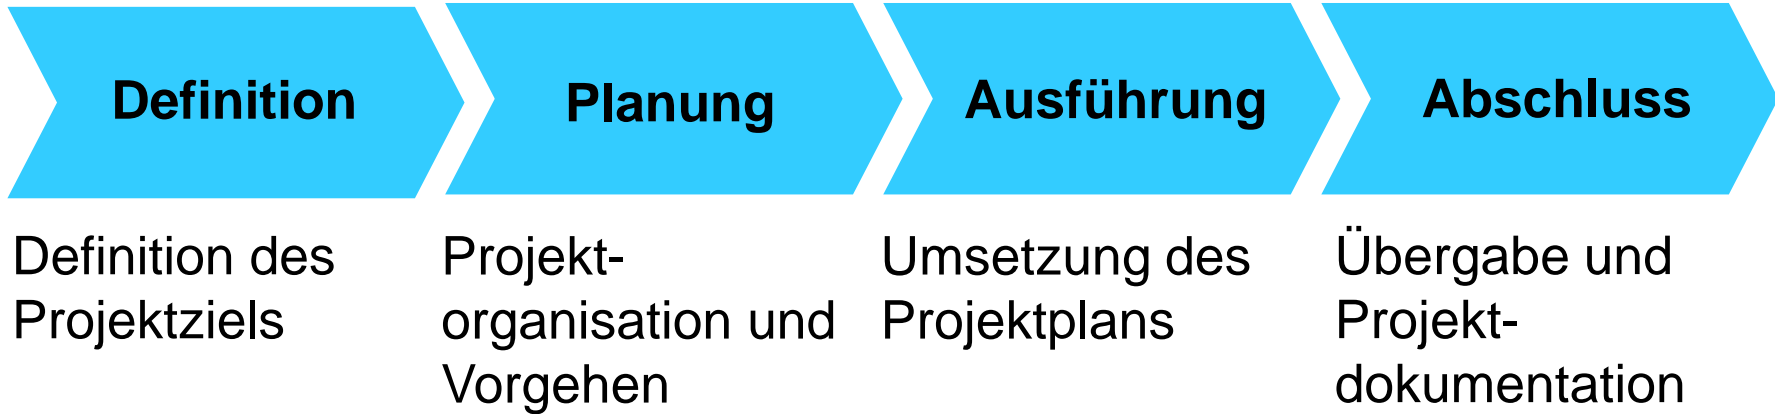 Definition
Planung
Ausführung
Abschluss
Definition des
Projektziels
Projekt-
organisation und
Vorgehen
Umsetzung des
Projektplans
Übergabe und
Projekt-
dokumentation